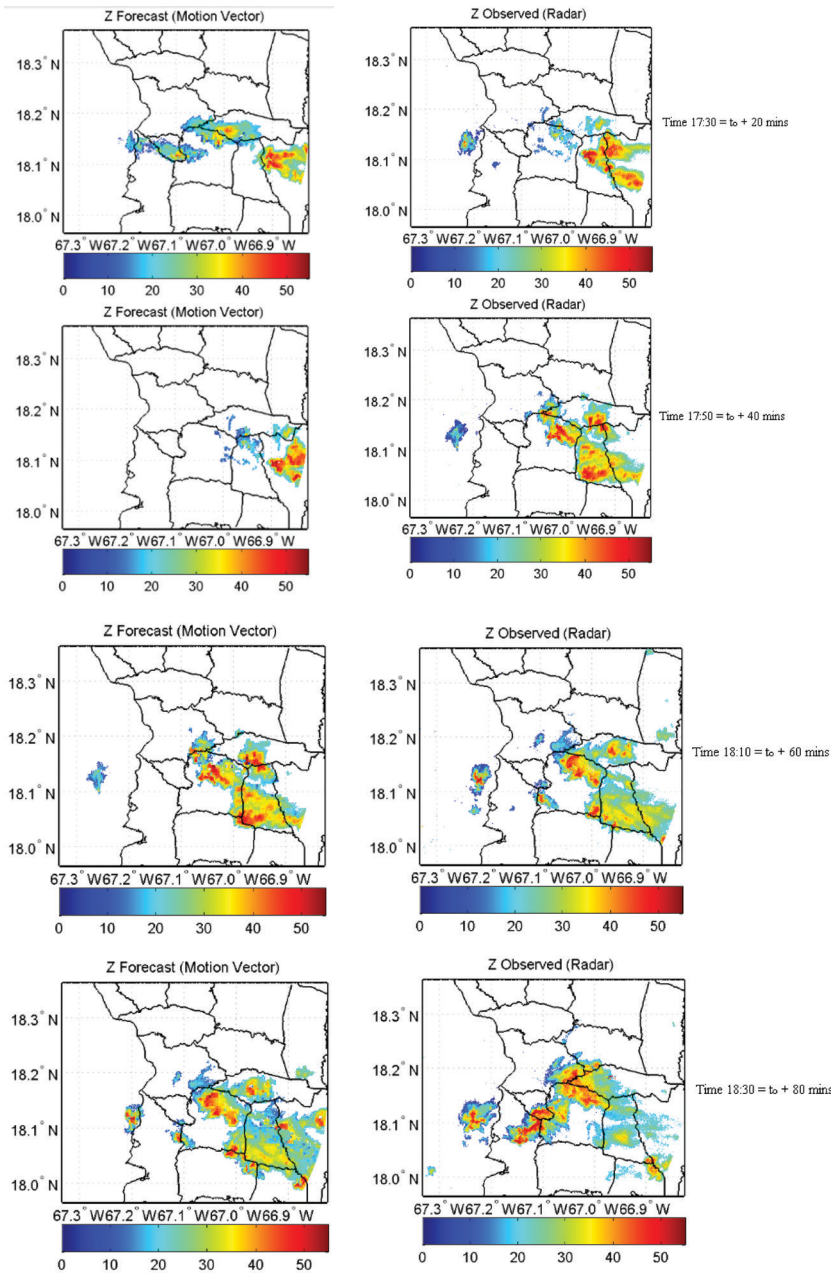 Z Forecast (Motion Vector)
Z Observed (Radar)
18.3° N
18.2° N
18.1° N
18.0° N
67.3° W67.2° W67.1° W67.0° W66.9° W
0 10 20 30 40 50
18.3° N
18.2° N
18.1° N
18.0° N
67.3° W67.2° W67.1° W67.0° W66.9° W
0 10 20 30 40 50
Time 17:30 = to + 20 mins
Z Forecast (Motion Vector)
Z Observed (Radar)
18.3° N
18.2° N
18.1° N
18.0° N
67.3° W67.2° W67.1° W67.0° W66.9° W
0 10 20 30 40 50
18.3° N
18.2° N
18.1° N
18.0° N
67.3° W67.2° W67.1° W67.0° W66.9° W
0 10 20 30 40 50
Time 17:50 = to + 40 mins
Z Forecast (Motion Vector)
Z Observed (Radar)
18.3° N
18.2° N
18.1° N
18.0° N
67.3° W67.2° W67.1° W67.0° W66.9° W
0 10 20 30 40 50
18.3° N
18.2° N
18.1° N
18.0° N
67.3° W67.2° W67.1° W67.0° W66.9° W
0 10 20 30 40 50
Time 18:10 = to + 60 mins
Z Forecast (Motion Vector)
Z Observed (Radar)
18.3° N
18.2° N
18.1° N
18.0° N
67.3° W67.2° W67.1° W67.0° W66.9° W
0 10 20 30 40 50
18.3° N
18.2° N
18.1° N
18.0° N
67.3° W67.2° W67.1° W67.0° W66.9° W
0 10 20 30 40 50
Time 18:30 = to + 80 mins